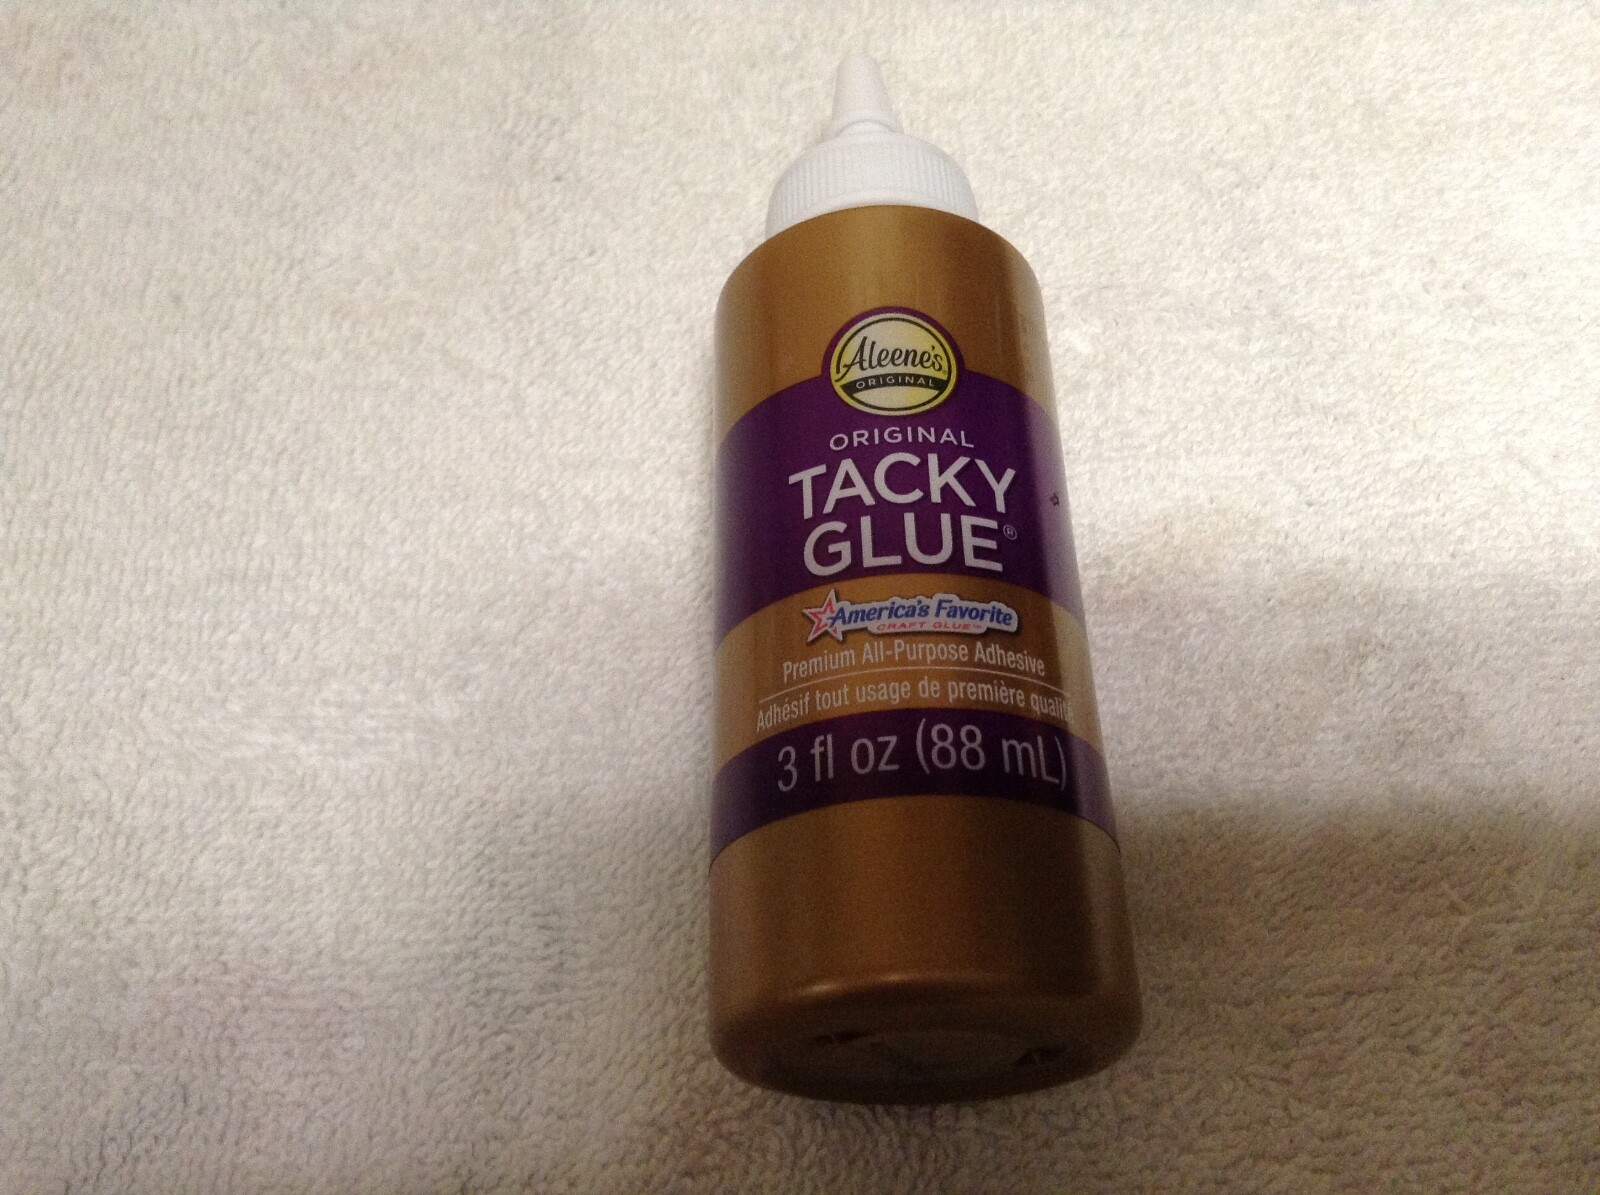 Aleene's
ORIGINAL
ORIGINAL
TACKY
GLUE®
America's Favorite
CRAFT GLUE™
Premium All-Purpose Adhesive
Adhésif tout usage de première qualité
3 fl oz (88 mL)